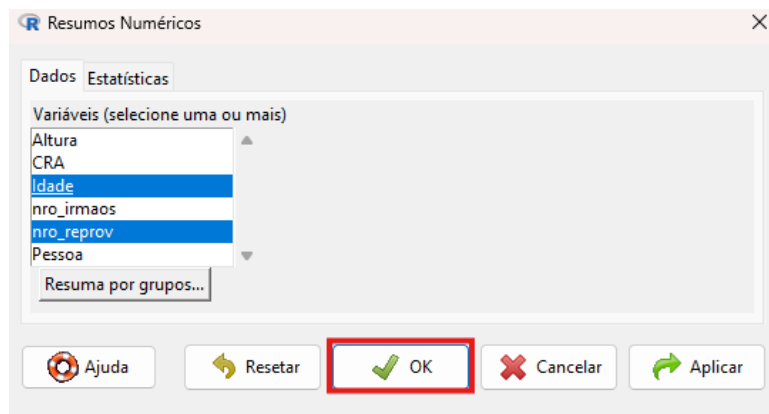 R Resumos Numéricos
Dados Estatísticas
Variáveis (selecione uma ou mais)
Altura
CRA
Idade
nro_irmaos
nro_reprov
Pessoa
Resuma por grupos...
Ajuda Resetar OK Cancelar Aplicar